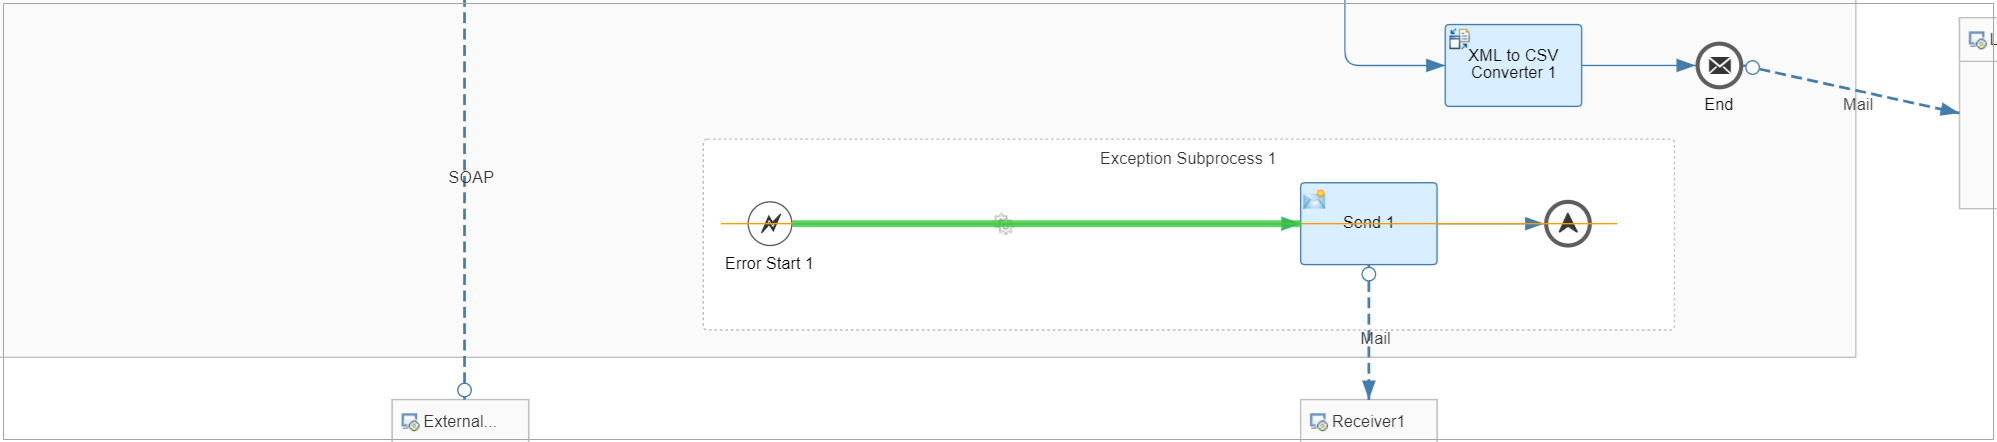 L
XML to CSV
Converter 1
End
Mail
Exception Subprocess 1
SOAP
Send 1
Error Start 1
Mail
External...
Receiver1